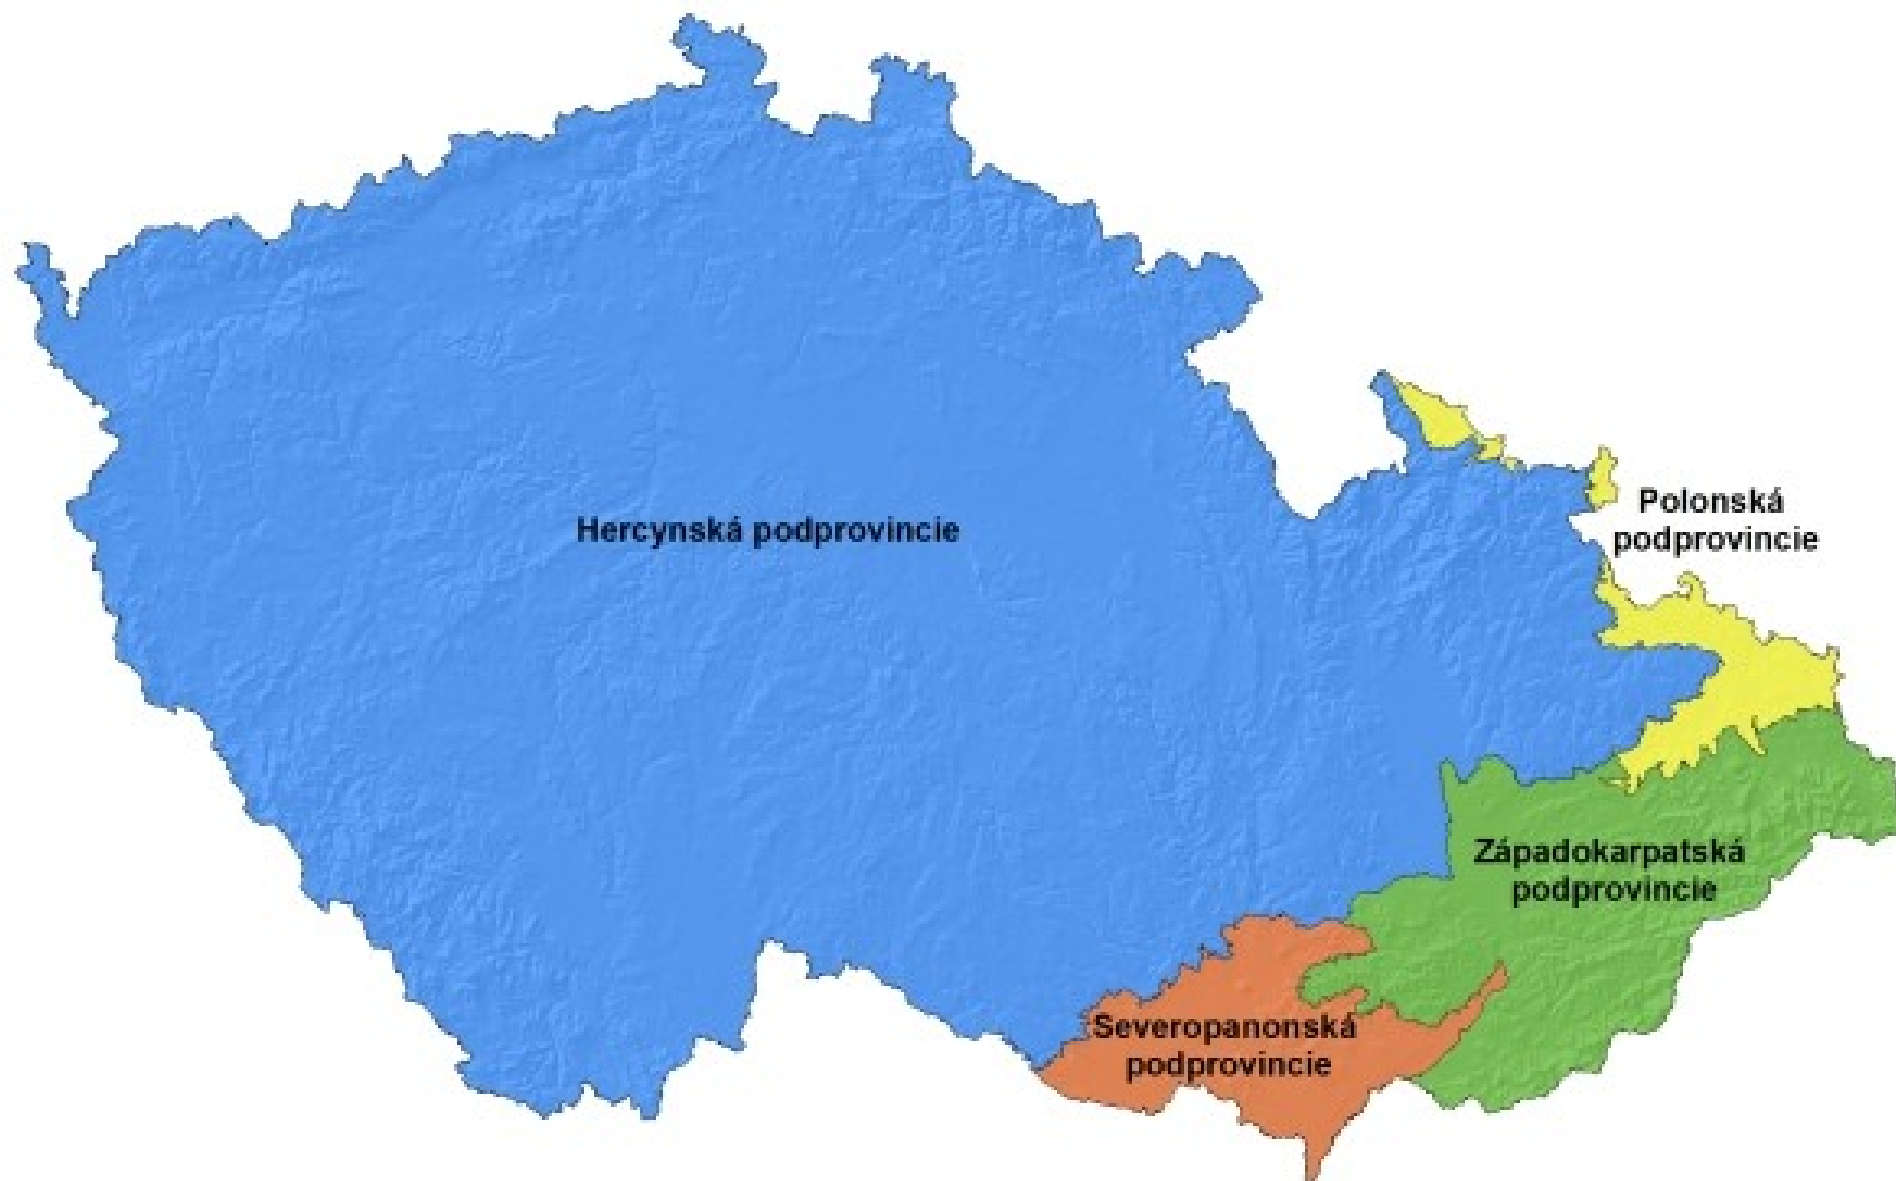 Hercynská podprovincie
Polonská
podprovincie
Západokarpatská
podprovincie
Severopanonská
podprovincie